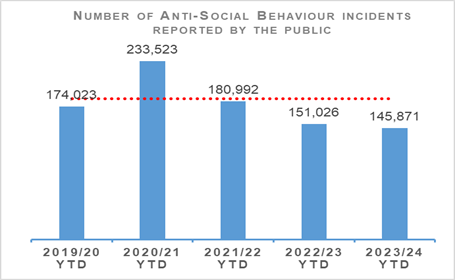 Number of Anti-Social Behaviour incidents
reported by the public
233,523
174,023
180,992
151,026
145,871
2019/20 2020/21 2021/22 2022/23 2023/24
YTD YTD YTD YTD YTD